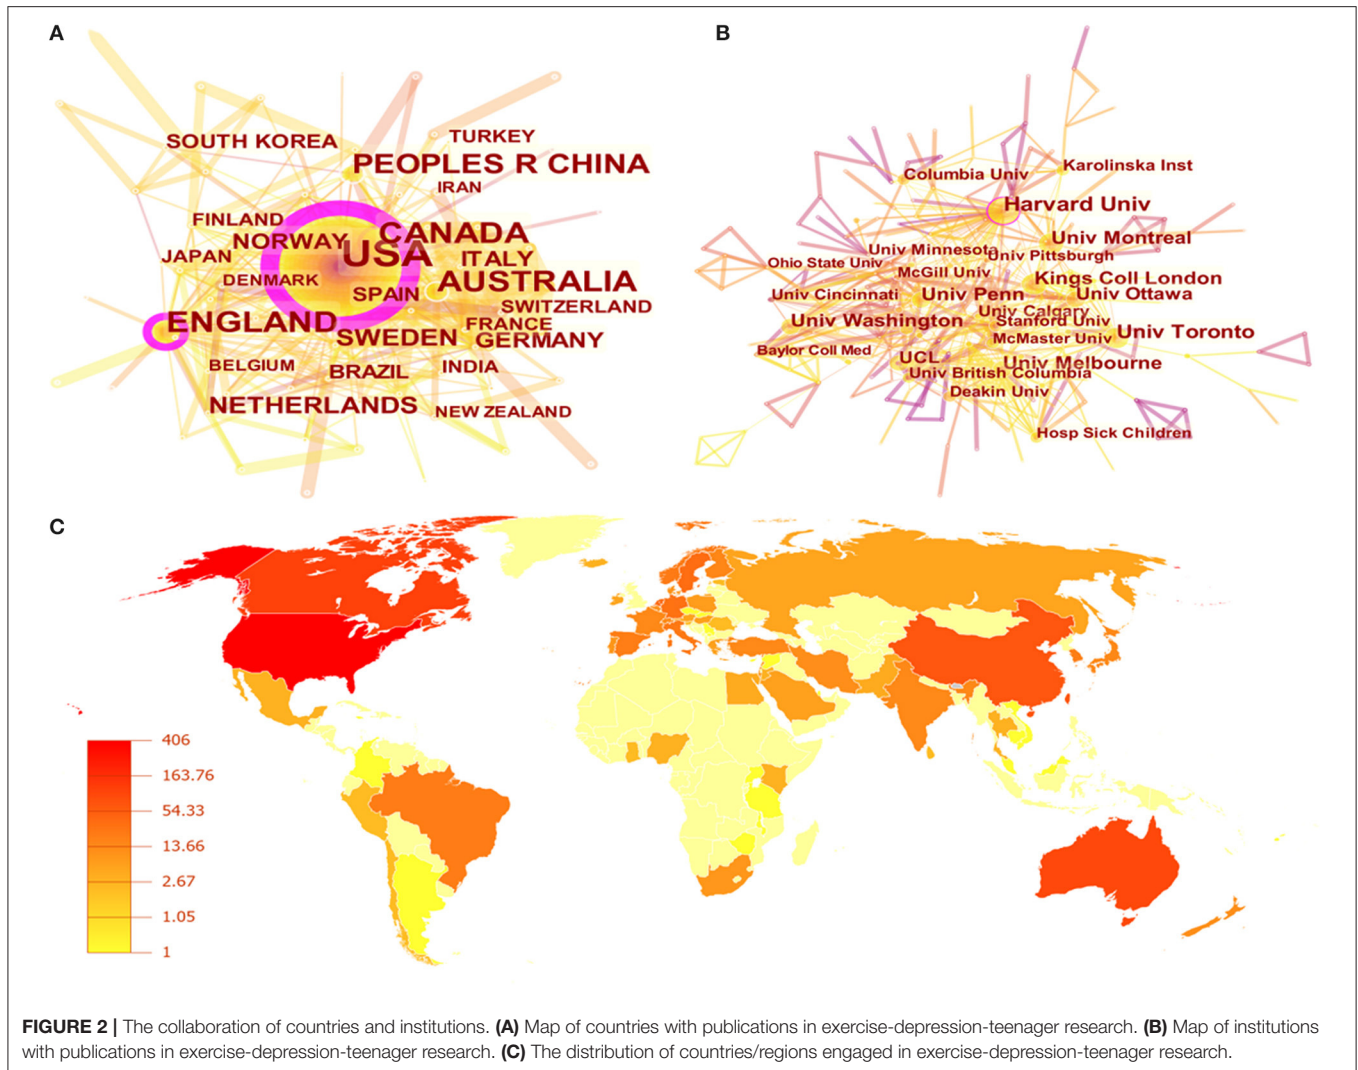 A
B
SOUTH KOREA
TURKEY
PEOPLES R CHINA
IRAN
FINLAND
CANADA
NORWAY
USA
JAPAN
ITALY
DENMARK
AUSTRALIA
SPAIN
SWITZERLAND
ENGLAND
FRANCE
SWEDEN
GERMANY
BELGIUM
BRAZIL
INDIA
NETHERLANDS
NEW ZEALAND
Karolinska Inst
Columbia Univ
Harvard Univ
Univ Montreal
Univ Minnesota
Univ Pittsburgh
Ohio State Univ
McGill Univ
Kings Coll London
Univ Cincinnati
Univ Penn
Univ Ottawa
Univ Calgary
Univ Washington
Stanford Univ
Univ Toronto
McMaster Univ
Baylor Coll Med
UCL
Univ Melbourne
Univ British Columbia
Deakin Univ
Hosp Sick Children
C
406
163.76
54.33
13.66
2.67
1.05
1
FIGURE 2 | The collaboration of countries and institutions. (A) Map of countries with publications in exercise-depression-teenager research. (B) Map of institutions
with publications in exercise-depression-teenager research. (C) The distribution of countries/regions engaged in exercise-depression-teenager research.